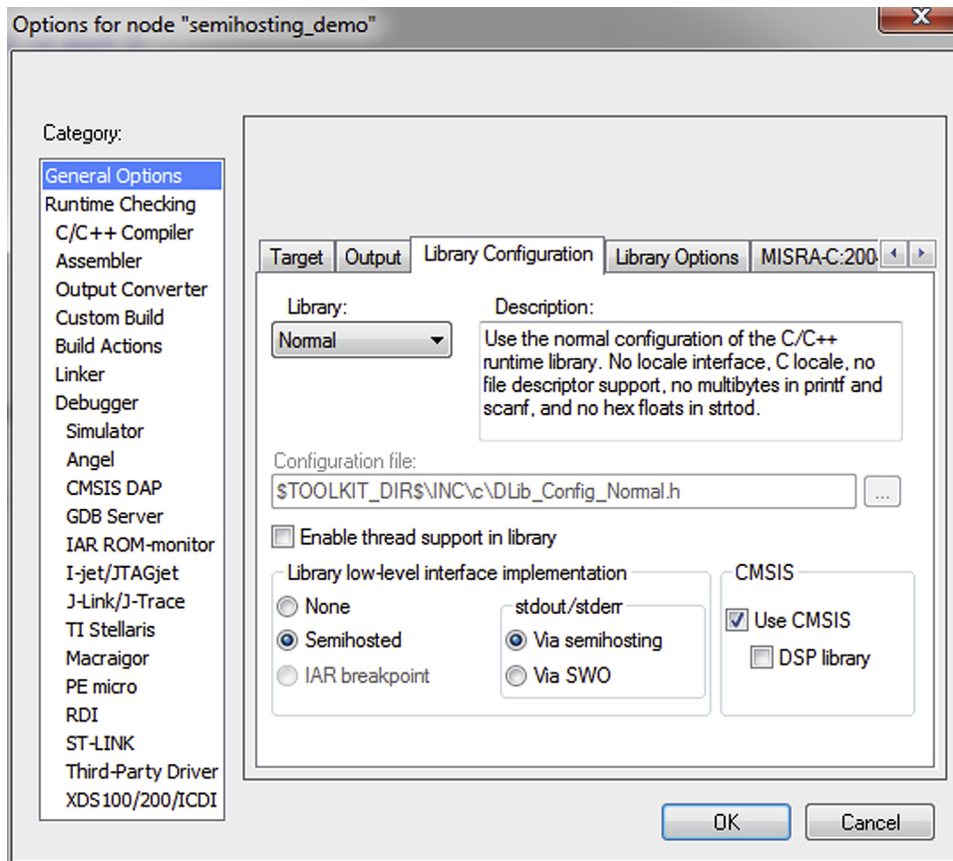 Options for node "semihosting_demo"
X
Category:
General Options
Runtime Checking
C/C++ Compiler
Assembler
Output Converter
Custom Build
Build Actions
Linker
Debugger
Simulator
Angel
CMSIS DAP
GDB Server
IAR ROM-monitor
I-jet/JTAGjet
J-Link/J-Trace
TI Stellaris
Macraigor
PE micro
RDI
ST-LINK
Third-Party Driver
XDS100/200/ICDI
Target
Output
Library Configuration
Library Options
MISRA-C:200
Library:
Normal
Description:
Use the normal configuration of the C/C++
runtime library. No locale interface, C locale, no
file descriptor support, no multibytes in printf and
scanf, and no hex floats in strtod.
Configuration file:
$TOOLKIT_DIR$\INC\c\DLib_Config_Normal.h
...
Enable thread support in library
Library low-level interface implementation
None
Semihosted
IAR breakpoint
stdout/stderr
Via semihosting
Via SWO
CMSIS
Use CMSIS
DSP library
OK
Cancel